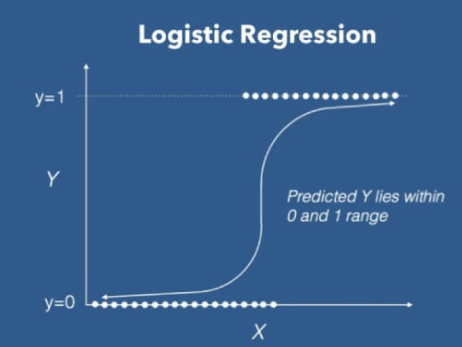 Logistic Regression
y=1
Y
Predicted Y lies within
0 and 1 range
y=0
X